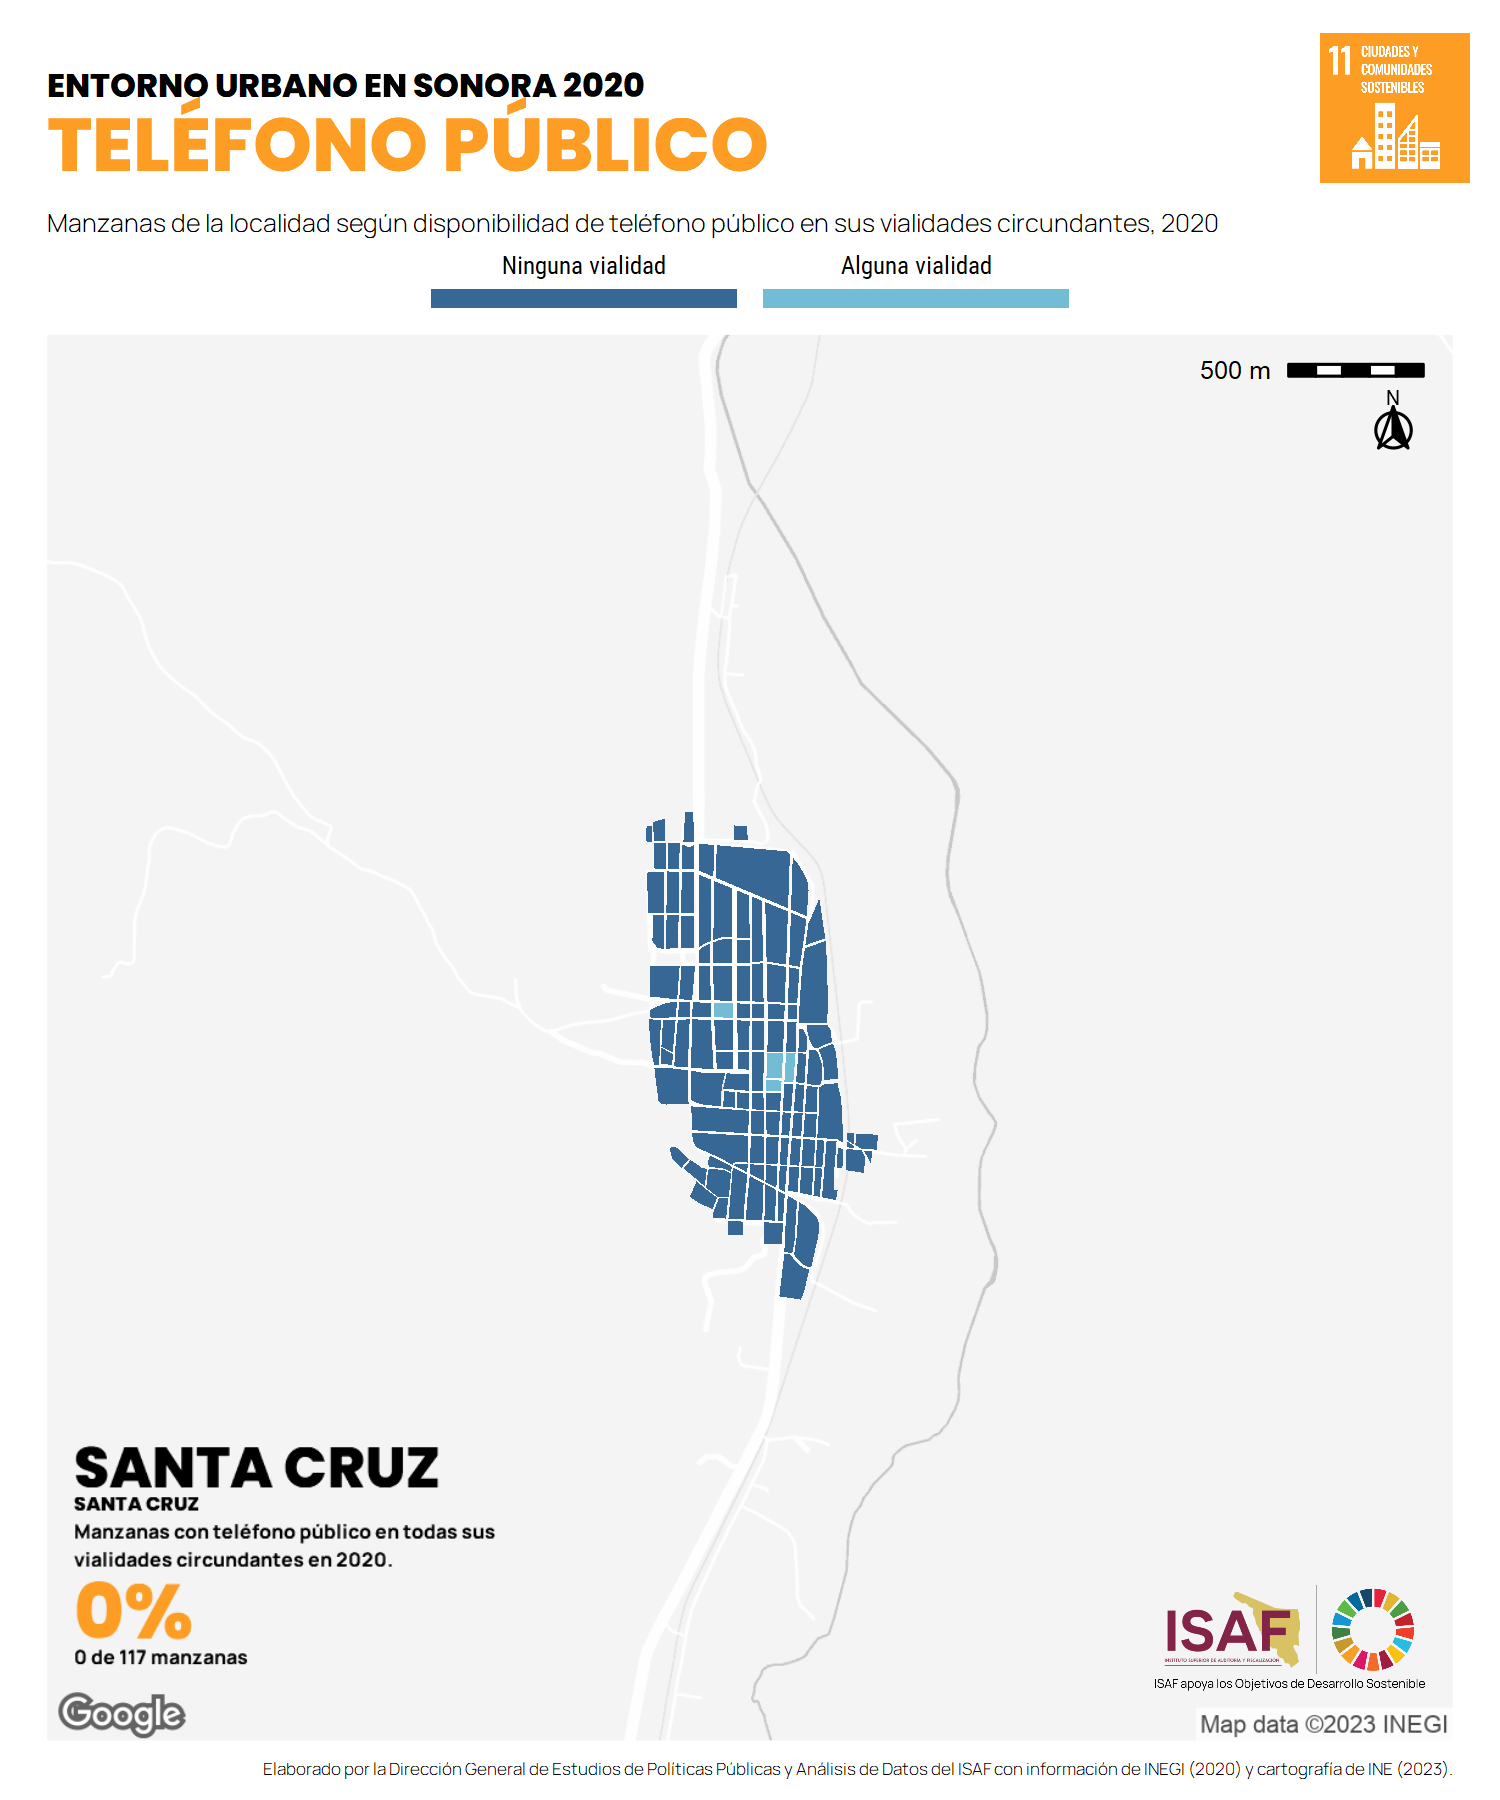 ENTORNO URBANO EN SONORA 2020
TELÉFONO PÚBLICO
11 CIUDADES Y
COMUNIDADES
SOSTENIBLES
Manzanas de la localidad según disponibilidad de teléfono público en sus vialidades circundantes, 2020
Ninguna vialidad
Alguna vialidad
500 m
N
SANTA CRUZ
SANTA CRUZ
Manzanas con teléfono público en todas sus
vialidades circundantes en 2020.
0%
0 de 117 manzanas
Google
ISAF
INSTITUTO SUPERIOR DE AUDITORÍA Y FISCALIZACIÓN
ISAF apoya los Objetivos de Desarrollo Sostenible
Map data ©2023 INEGI
Elaborado por la Dirección General de Estudios de Políticas Públicas y Análisis de Datos del ISAF con información de INEGI (2020) y cartografía de INE (2023).